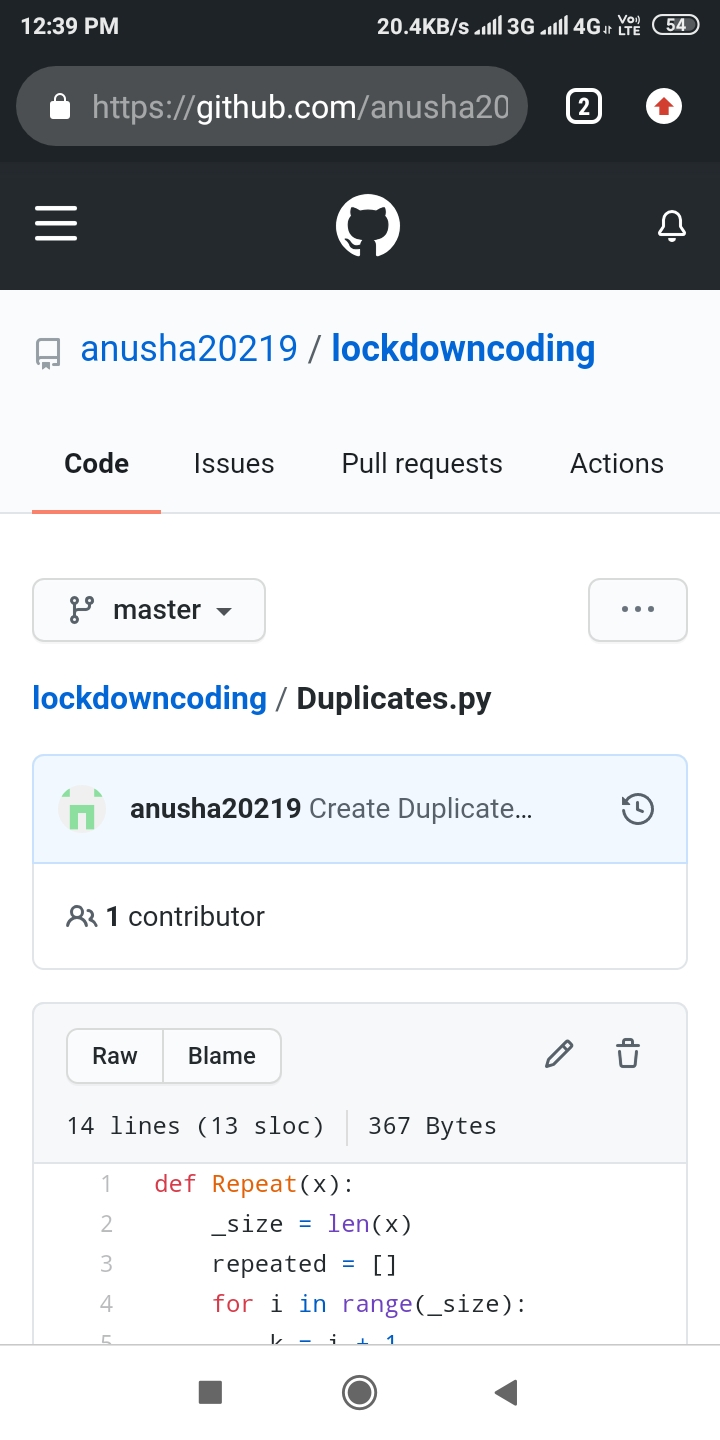 12:39 PM 20.4KB/s 3G 4G Vo) LTE 54
https://github.com/anusha20
2
anusha20219 / lockdowncoding
Code Issues Pull requests Actions
master
lockdowncoding / Duplicates.py
anusha20219 Create Duplicate...
1 contributor
Raw Blame
14 lines (13 sloc) 367 Bytes
1 def Repeat(x):
2 _size = len(x)
3 repeated = []
4 for i in range(_size):
5 k = i + 1